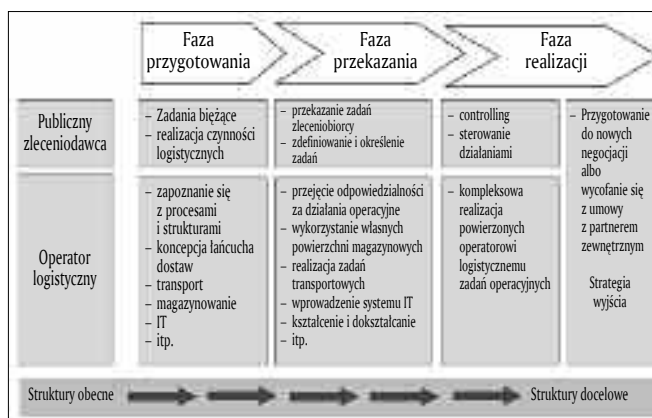 Faza
przygotowania
Faza
przekazania
Faza
realizacji
Publiczny
zleceniodawca
– Zadania bieżące
– realizacja czynności
logistycznych
– przekazanie zadań
zleceniobiorcy
– zdefiniowanie i określenie
zadań
– controlling
– sterowanie
działaniami
– Przygotowanie
do nowych
negocjacji
albo
wycofanie się
z umowy
z partnerem
zewnętrznym
Strategia
wyjścia
Operator
logistyczny
– zapoznanie się
z procesami
i strukturami
– koncepcja łańcucha
dostaw
– transport
– magazynowanie
– IT
– itp.
– przejęcie odpowiedzialności
za działania operacyjne
– wykorzystanie własnych
powierzchni magazynowych
– realizacja zadań
transportowych
– wprowadzenie systemu IT
– kształcenie i dokształcanie
– itp.
– kompleksowa
realizacja
powierzonych
operatorowi
logistycznemu
zadań operacyjnych
Struktury obecne
Struktury docelowe